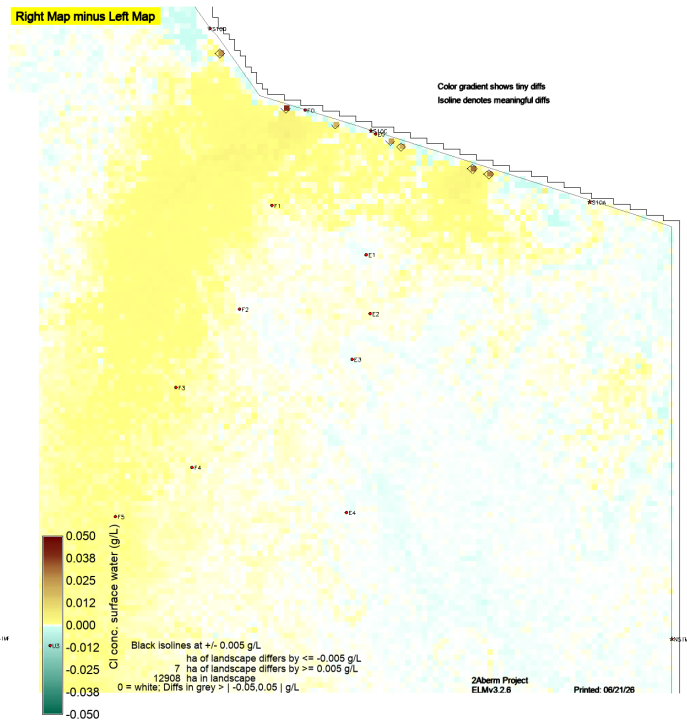 Right Map minus Left Map
S10D
Color gradient shows tiny diffs
Isoline denotes meaningful diffs
F0
S10C
E0
S10A
F1
E1
F2
E2
E3
F3
F4
E4
F5
Cl conc. surface water (g/L)
0.050
0.038
0.025
0.012
0.000
-0.012
-0.025
-0.038
-0.050
U3
Black isolines at +/- 0.005 g/L
ha of landscape differs by <= -0.005 g/L
7 ha of landscape differs by >= 0.005 g/L
12908 ha in landscape
0 = white; Diffs in grey > | -0.05,0.05 | g/L
2Aberm Project
ELMv3.2.6
Printed: 06/21/26